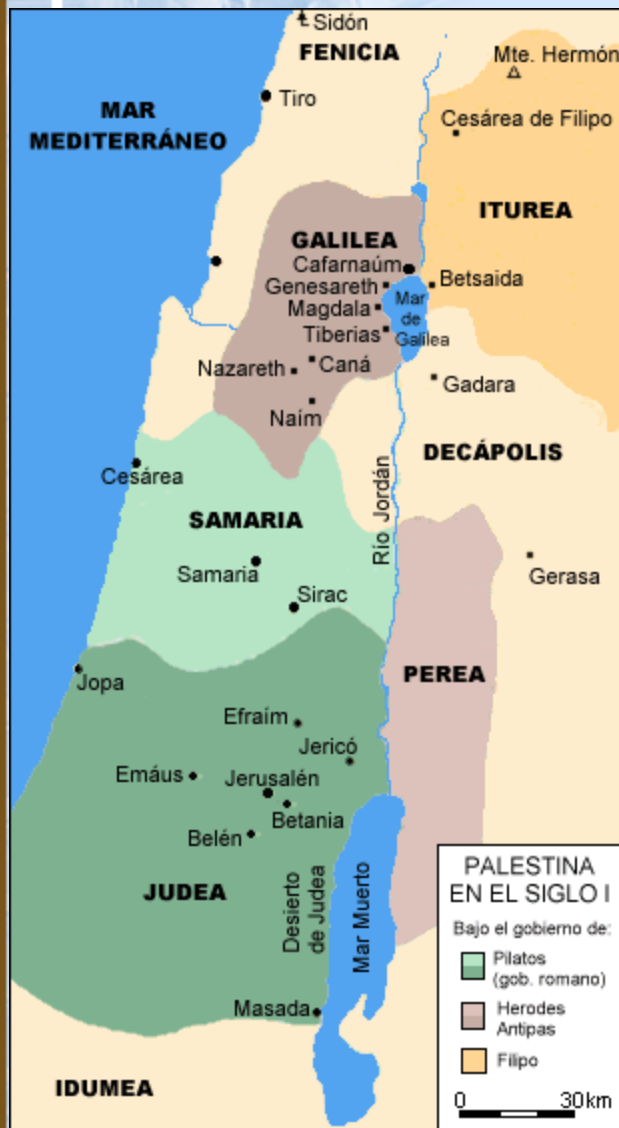 Sidón
FENICIA
Mte. Hermón
Tiro
MAR
MEDITERRÁNEO
Cesárea de Filipo
ITUREA
GALILEA
Cafarnaúm
Genesareth
Betsaida
Magdala
Mar
de
Galilea
Tiberias
Caná
Nazareth
Gadara
Naím
DECÁPOLIS
Cesárea
Río Jordán
SAMARIA
Samaria
Gerasa
Sirac
PEREA
Jopa
Efraím
Jericó
Emáus
Jerusalén
Betania
Belén
JUDEA
Desierto
de Judea
Mar Muerto
Masada
IDUMEA
PALESTINA
EN EL SIGLO I
Bajo el gobierno de:
Pilatos
(gob. romano)
Herodes
Antipas
Filipo
0 30km